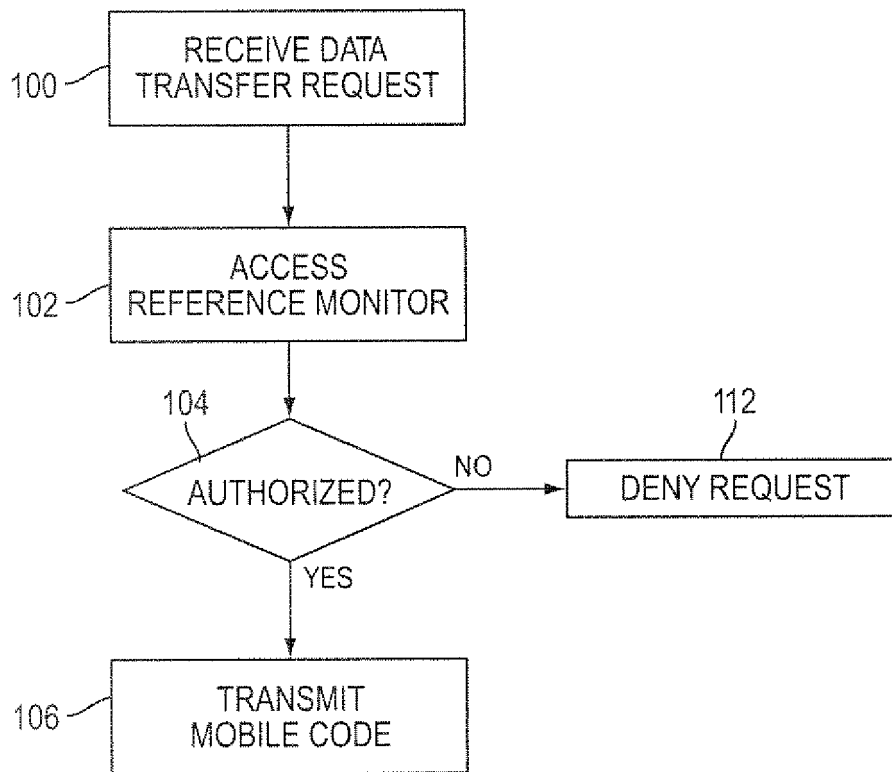 RECEIVE DATA
TRANSFER REQUEST
100
ACCESS
REFERENCE MONITOR
102
104
AUTHORIZED?
NO
112
DENY REQUEST
YES
TRANSMIT
MOBILE CODE
106